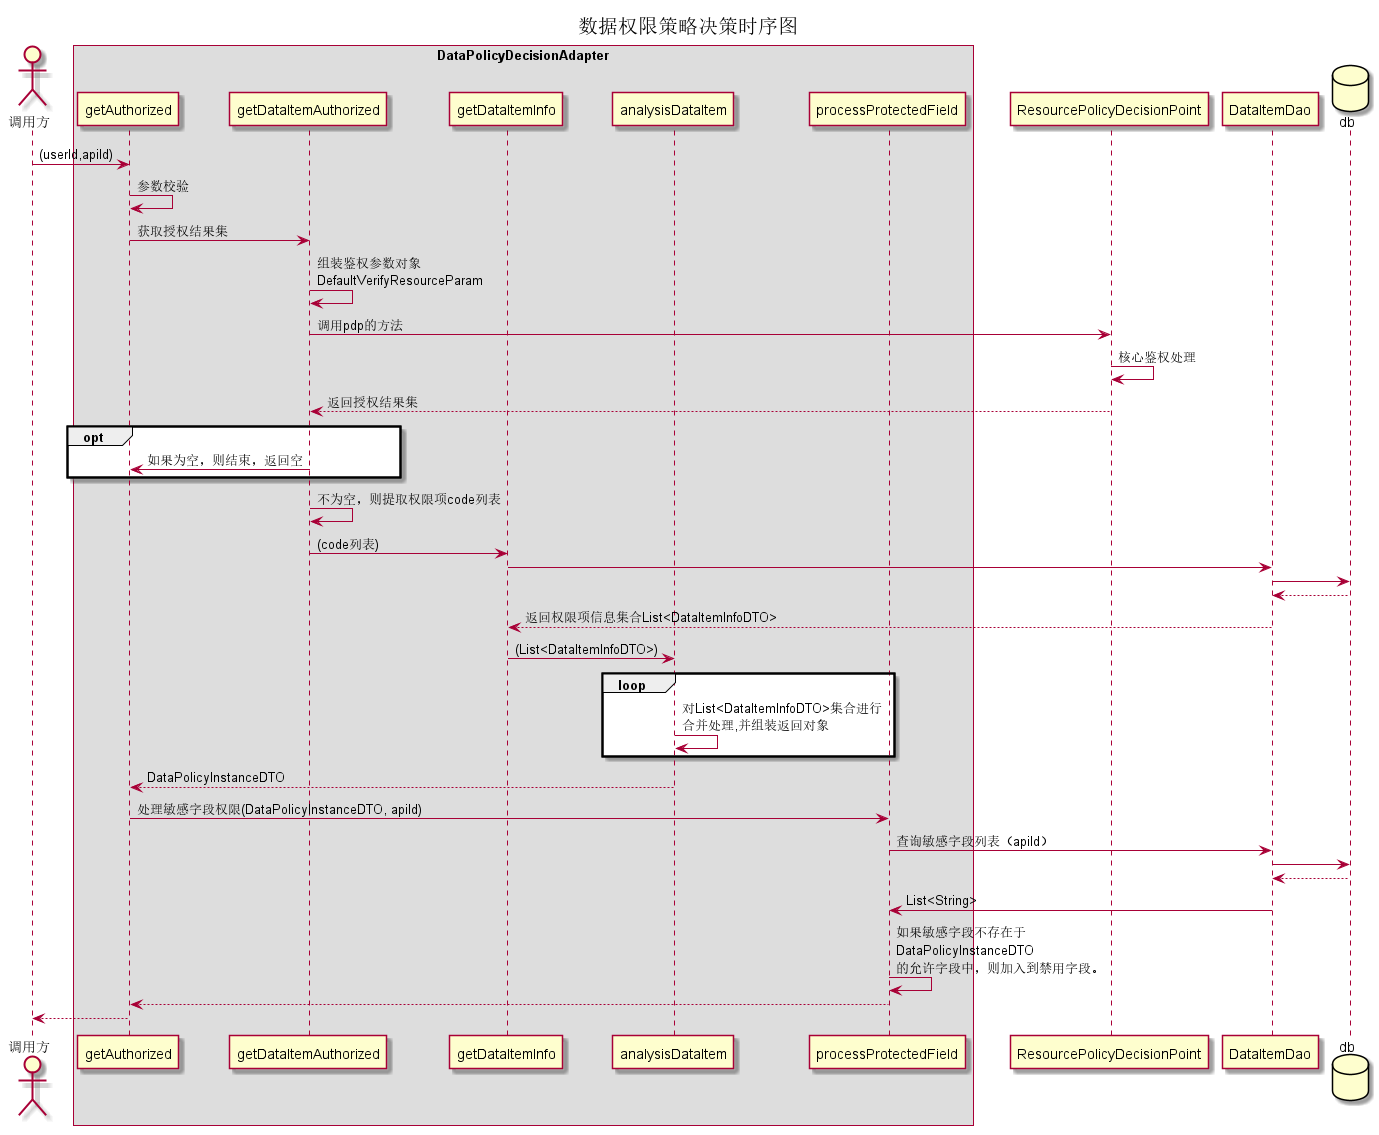 数据权限策略决策时序图
DataPolicyDecisionAdapter
调用方
getAuthorized
getDataItemAuthorized
getDataItemInfo
analysisDataItem
processProtectedField
ResourcePolicyDecisionPoint
DataItemDao
db
(userId,apiId)
参数校验
获取授权结果集
组装鉴权参数对象
DefaultVerifyResourceParam
调用pdp的方法
核心鉴权处理
返回授权结果集
opt
如果为空，则结束，返回空
不为空，则提取权限项code列表
(code列表)
返回权限项信息集合List<DataItemInfoDTO>
(List<DataItemInfoDTO>)
loop
对List<DataItemInfoDTO>集合进行
合并处理,并组装返回对象
DataPolicyInstanceDTO
处理敏感字段权限(DataPolicyInstanceDTO, apiId)
查询敏感字段列表（apiId）
List<String>
如果敏感字段不存在于
DataPolicyInstanceDTO
的允许字段中，则加入到禁用字段。
调用方
getAuthorized
getDataItemAuthorized
getDataItemInfo
analysisDataItem
processProtectedField
ResourcePolicyDecisionPoint
DataItemDao
db